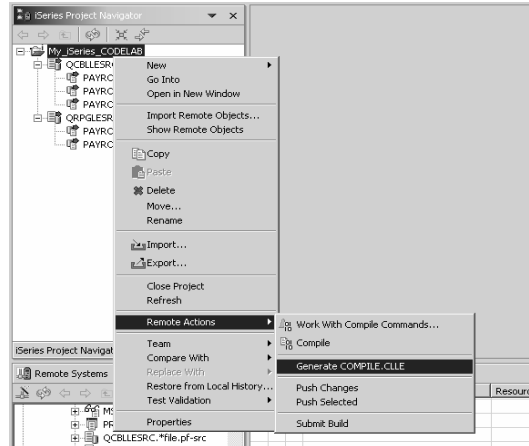 iSeries Project Navigator
My_iSeries_CODELAB
QCBLLESR
PAYRC
PAYRC
PAYRC
QRPGLESR
PAYRC
PAYRC
New
Go Into
Open in New Window
Import Remote Objects...
Show Remote Objects
Copy
Paste
Delete
Move...
Rename
Import...
Export...
Close Project
Refresh
Remote Actions
Team
Compare With
Replace With
Restore from Local History...
Test Validation
Properties
Work With Compile Commands...
Compile
Generate COMPILE.CLLE
Push Changes
Push Selected
Submit Build
iSeries Project Navigat
Remote Systems
Resourc
MS
PR
QCBLLESRC.*file.pf-src